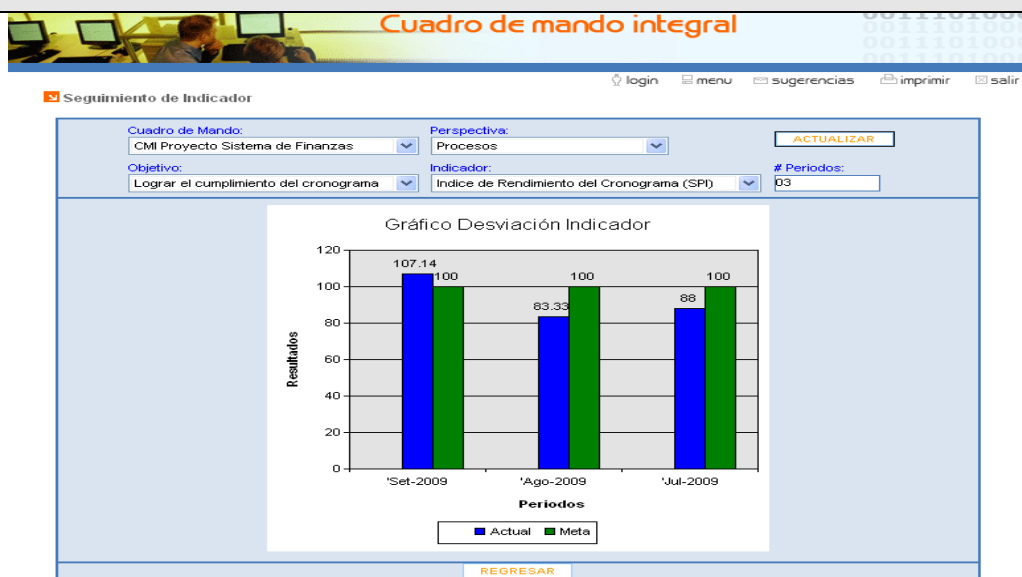 Cuadro de mando integral
001110100
001110100
001110100
login menu sugerencias imprimir salir
Seguimiento de Indicador
Cuadro de Mando: Perspectiva:
CMI Proyecto Sistema de Finanzas Procesos ACTUALIZAR
Objetivo: Indicador: # Periodos:
Lograr el cumplimiento del cronograma Indice de Rendimiento del Cronograma (SPI) 03
Gráfico Desviación Indicador
120
107.14
100 100 100
100
83.33 88
80
60
40
20
0
Resultados
'Set-2009 'Ago-2009 'Jul-2009
Periodos
Actual Meta
REGRESAR